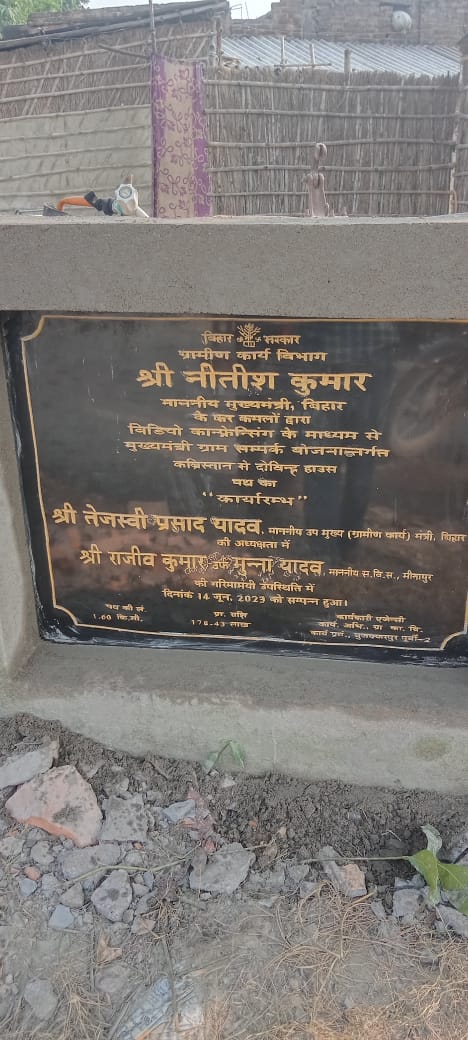 बिहार सरकार
ग्रामीण कार्य विभाग
श्री नीतीश कुमार
माननीय मुख्यमंत्री, बिहार
के कर कमलों द्वारा
विडियो कान्फ्रेन्सिंग के माध्यम से
मुख्यमंत्री ग्राम सम्पर्क योजनान्तर्गत
कब्रिस्तान से दोविन्द्र हाउस
पथ का
“कार्यारम्भ”
श्री तेजस्वी प्रसाद यादव, माननीय उप मुख्य (ग्रामीण कार्य) मंत्री, बिहार
की अध्यक्षता में
श्री राजीव कुमार उर्फ मुन्ना यादव, माननीय स.वि.स., मीनापुर
की गरिमामयी उपस्थिति में
दिनांक 14 जून, 2023 को सम्पन्न हुआ।
पथ की लं. प्रा. राशि कार्यकारी एजेन्सी
1.60 कि.मी. 178.43 लाख कार्य. अभि., ग्रा. का. वि.
कार्य प्रम., मुजफ्फरपुर पूर्वी-2